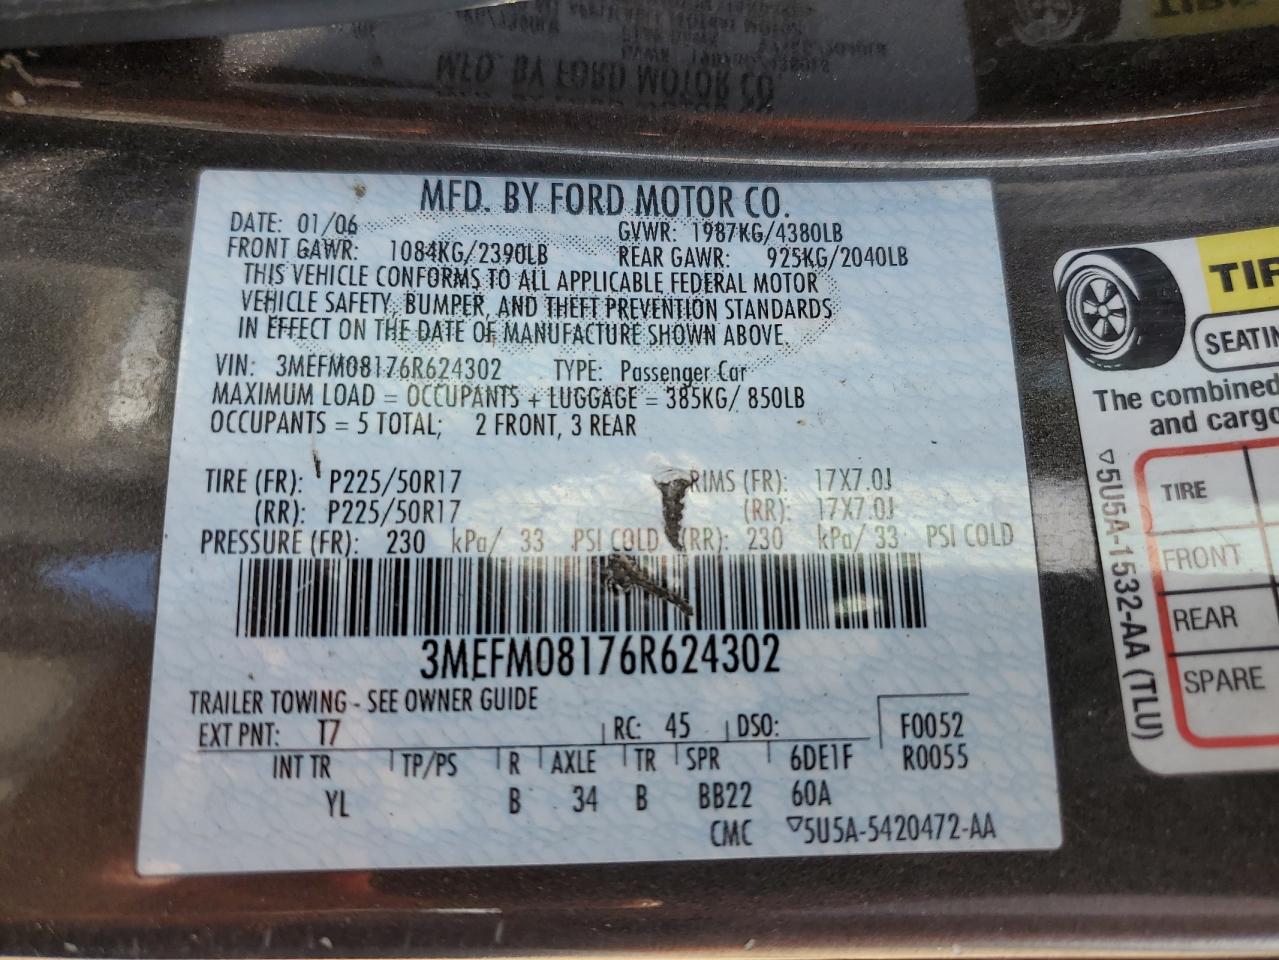 MFD. BY FORD MOTOR CO.
DATE: 01/06 GVWR: 1987KG/4380LB
FRONT GAWR: 1084KG/2390LB REAR GAWR: 925KG/2040LB
THIS VEHICLE CONFORMS TO ALL APPLICABLE FEDERAL MOTOR
VEHICLE SAFETY, BUMPER, AND THEFT PREVENTION STANDARDS
IN EFFECT ON THE DATE OF MANUFACTURE SHOWN ABOVE.
VIN: 3MEFM08176R624302 TYPE: Passenger Car
MAXIMUM LOAD = OCCUPANTS + LUGGAGE = 385KG/ 850LB
OCCUPANTS = 5 TOTAL; 2 FRONT, 3 REAR
TIRE (FR): P225/50R17 RIMS (FR): 17X7.0J
(RR): P225/50R17 (RR): 17X7.0J
PRESSURE (FR): 230 kPa/ 33 PSI COLD (RR): 230 kPa/ 33 PSI COLD
3MEFM08176R624302
TRAILER TOWING - SEE OWNER GUIDE
EXT PNT: T7 RC: 45 DSO: F0052
INT TR TP/PS R AXLE TR SPR 6DE1F R0055
YL B 34 B BB22 60A
CMC ▽5U5A-5420472-AA
SEATIN
The combined
and cargo
TIRE
FRONT
REAR
SPARE
▽5U5A-1532-AA (TLU)
MFD. BY FORD MOTOR CO.